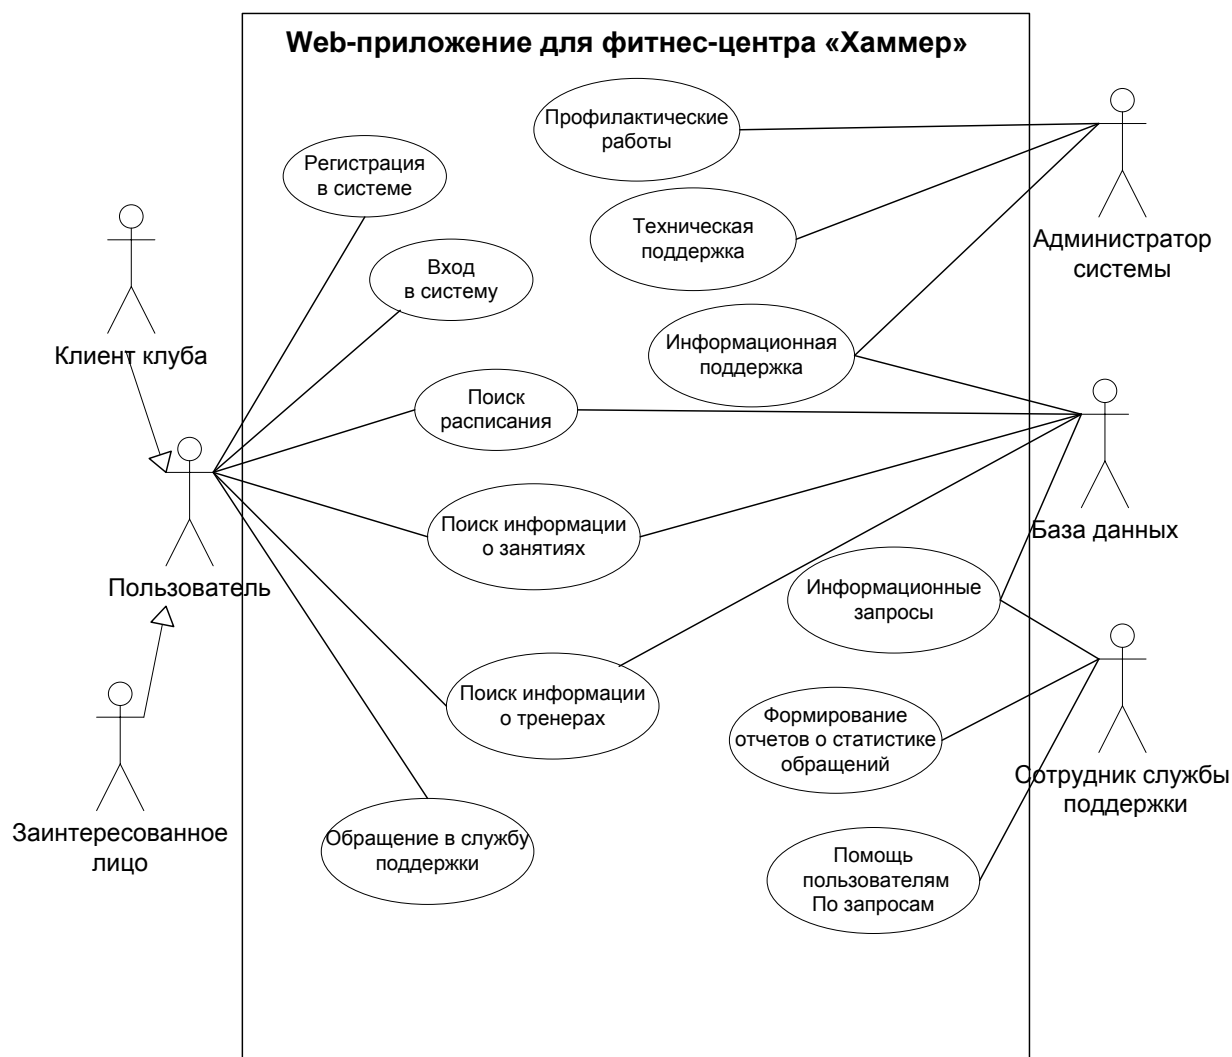 Web-приложение для фитнес-центра «Хаммер»
Профилактические
работы
Регистрация
в системе
Техническая
поддержка
Администратор
системы
Вход
в систему
Клиент клуба
Информационная
поддержка
Поиск
расписания
База данных
Поиск информации
о занятиях
Пользователь
Информационные
запросы
Поиск информации
о тренерах
Формирование
отчетов о статистике
обращений
Сотрудник службы
поддержки
Заинтересованное
лицо
Обращение в службу
поддержки
Помощь
пользователям
По запросам